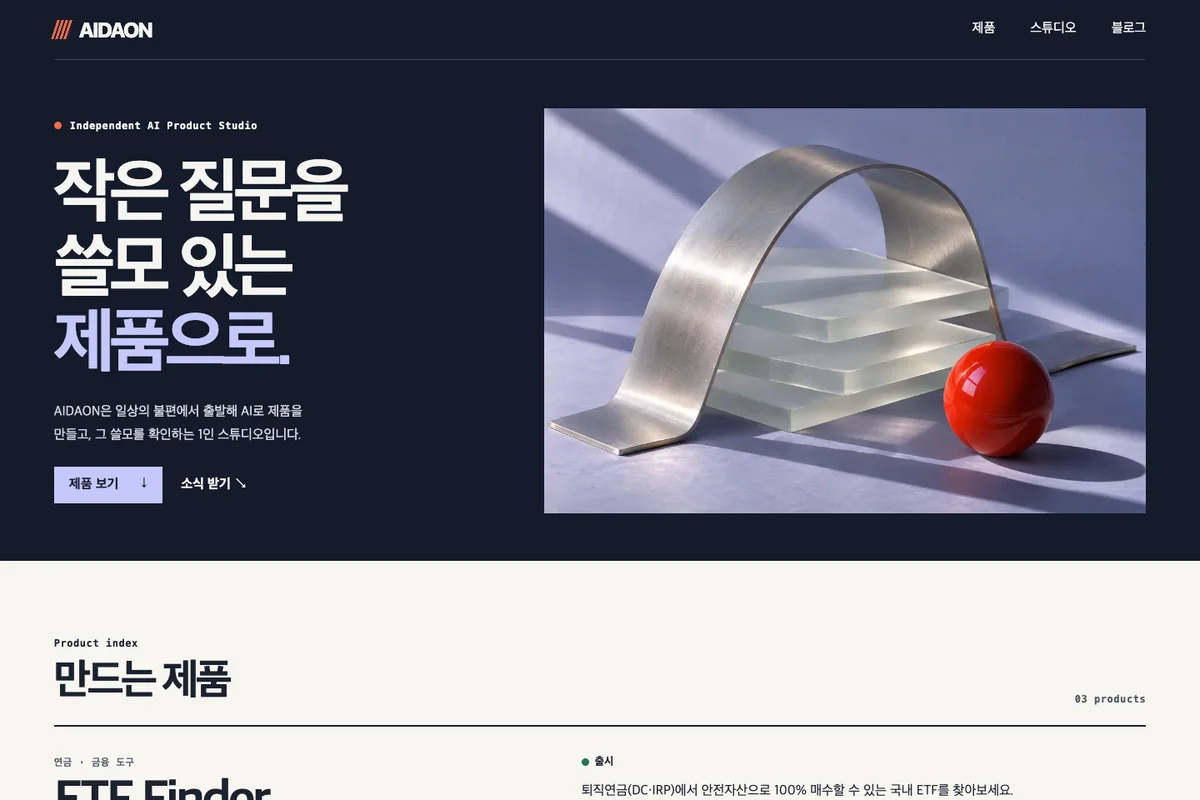 AIDAON
제품
스튜디오
블로그
Independent AI Product Studio
작은 질문을
쓸모 있는
제품으로.
AIDAON은 일상의 불편에서 출발해 AI로 제품을
만들고, 그 쓸모를 확인하는 1인 스튜디오입니다.
제품 보기 ↓
소식 받기 ↘
Product index
만드는 제품
03 products
연금 · 금융 도구
ETF Finder
출시
퇴직연금(DC·IRP)에서 안전자산으로 100% 매수할 수 있는 국내 ETF를 찾아보세요.